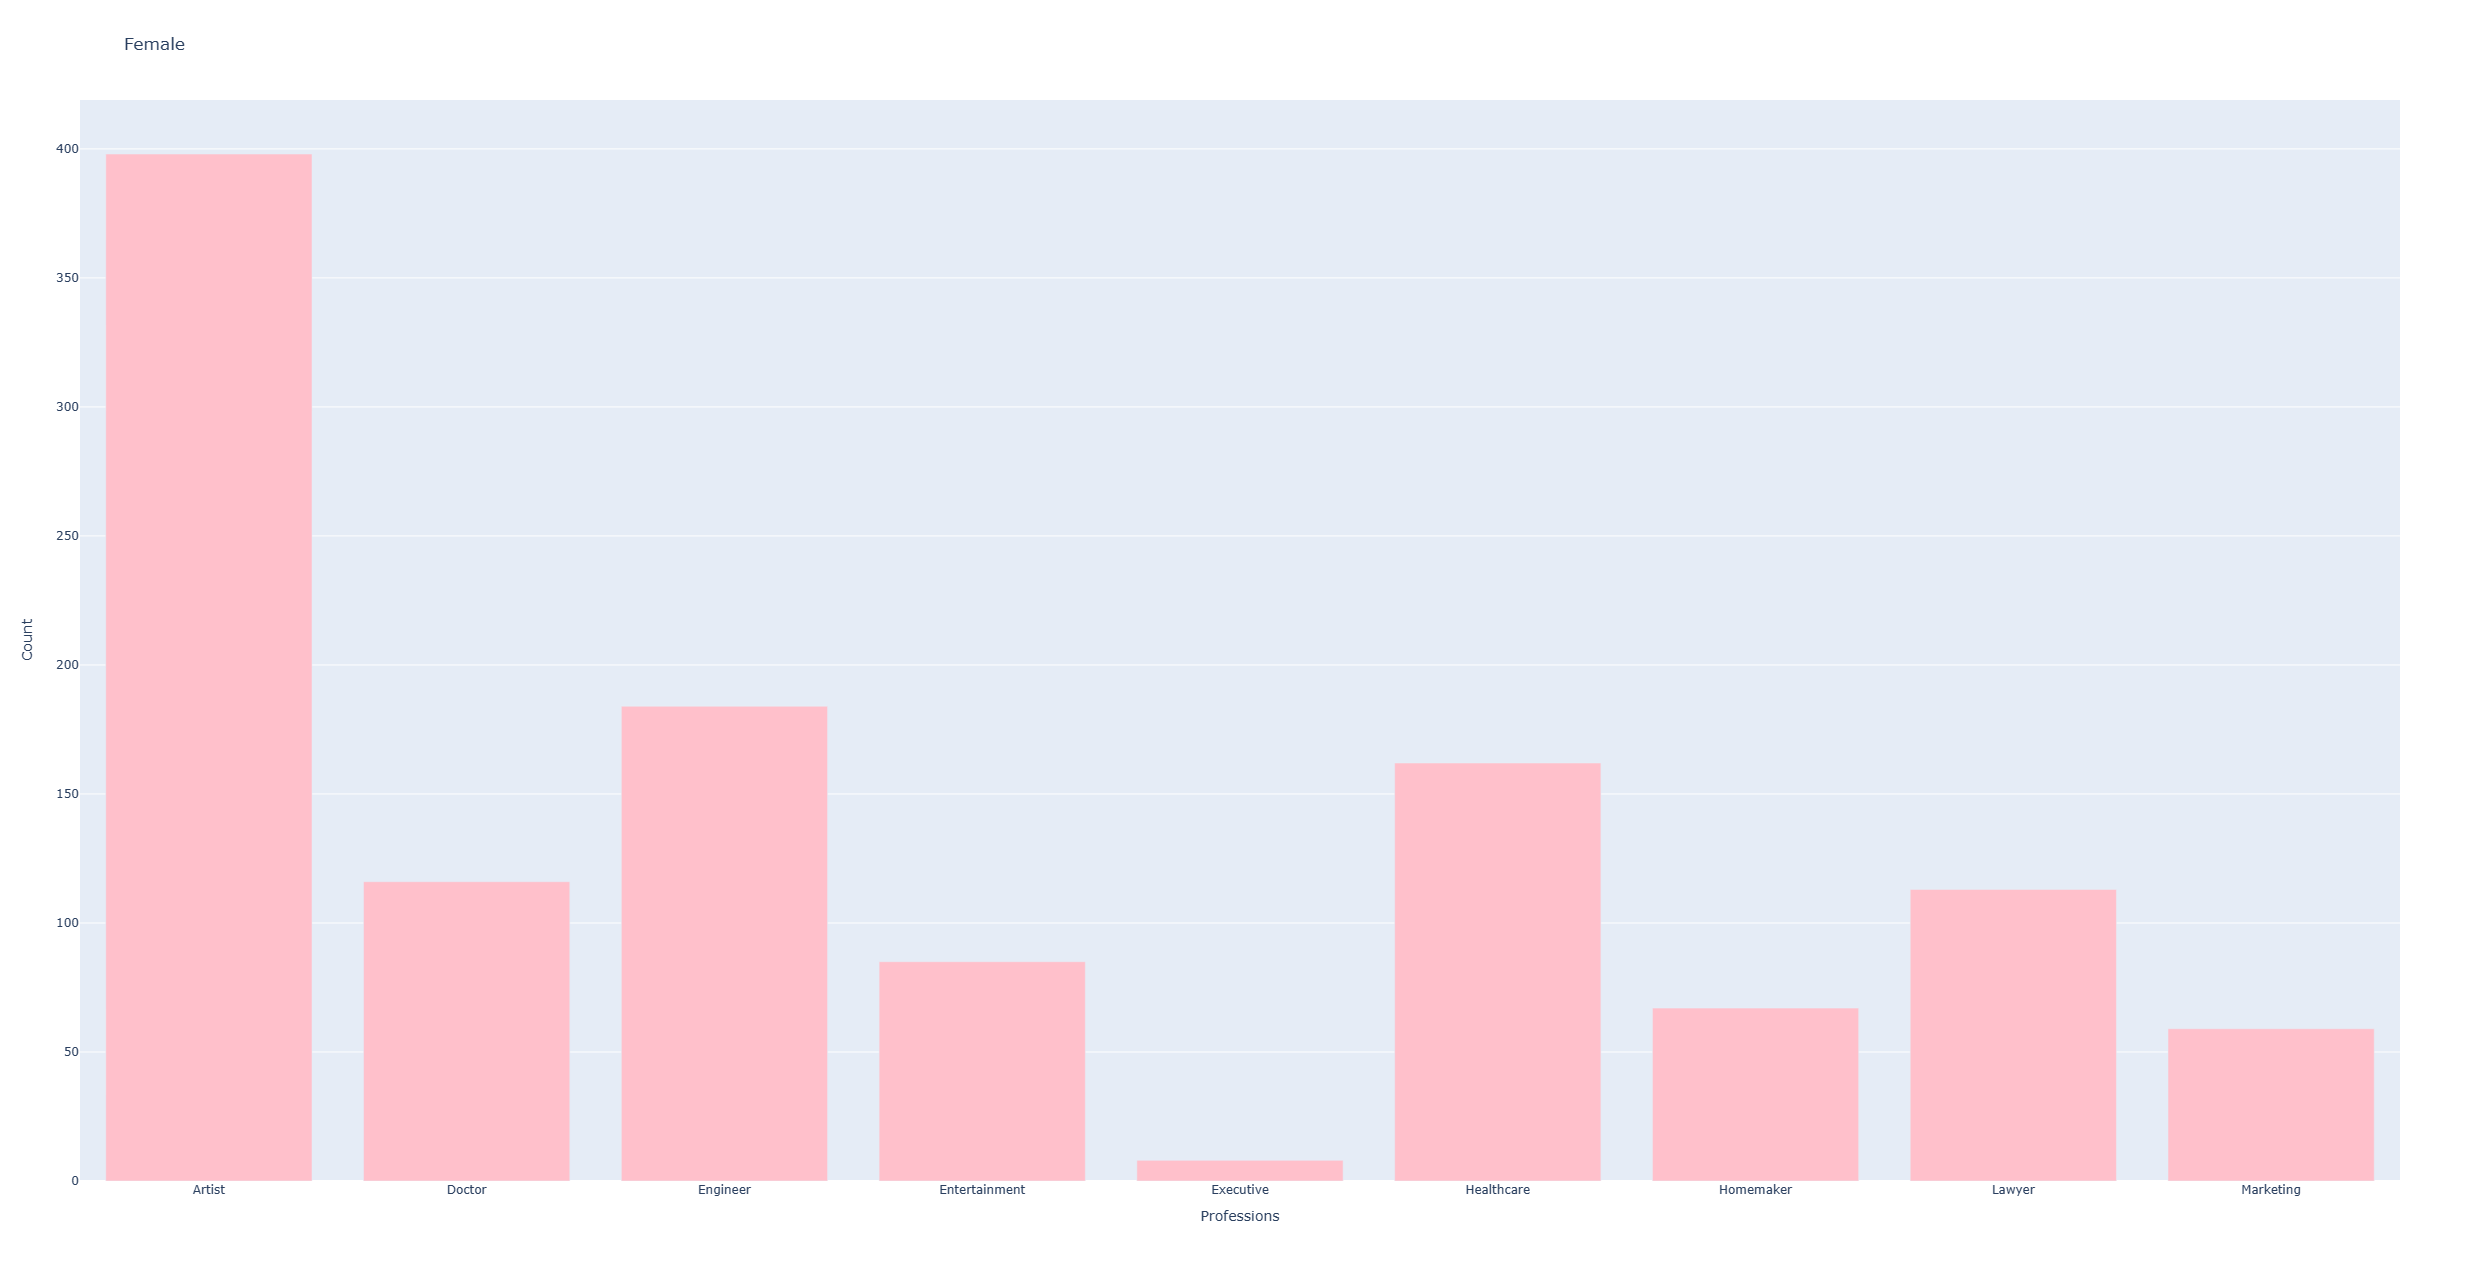 Female
Count
400
350
300
250
200
150
100
50
0
Artist Doctor Engineer Entertainment Executive Healthcare Homemaker Lawyer Marketing
Professions